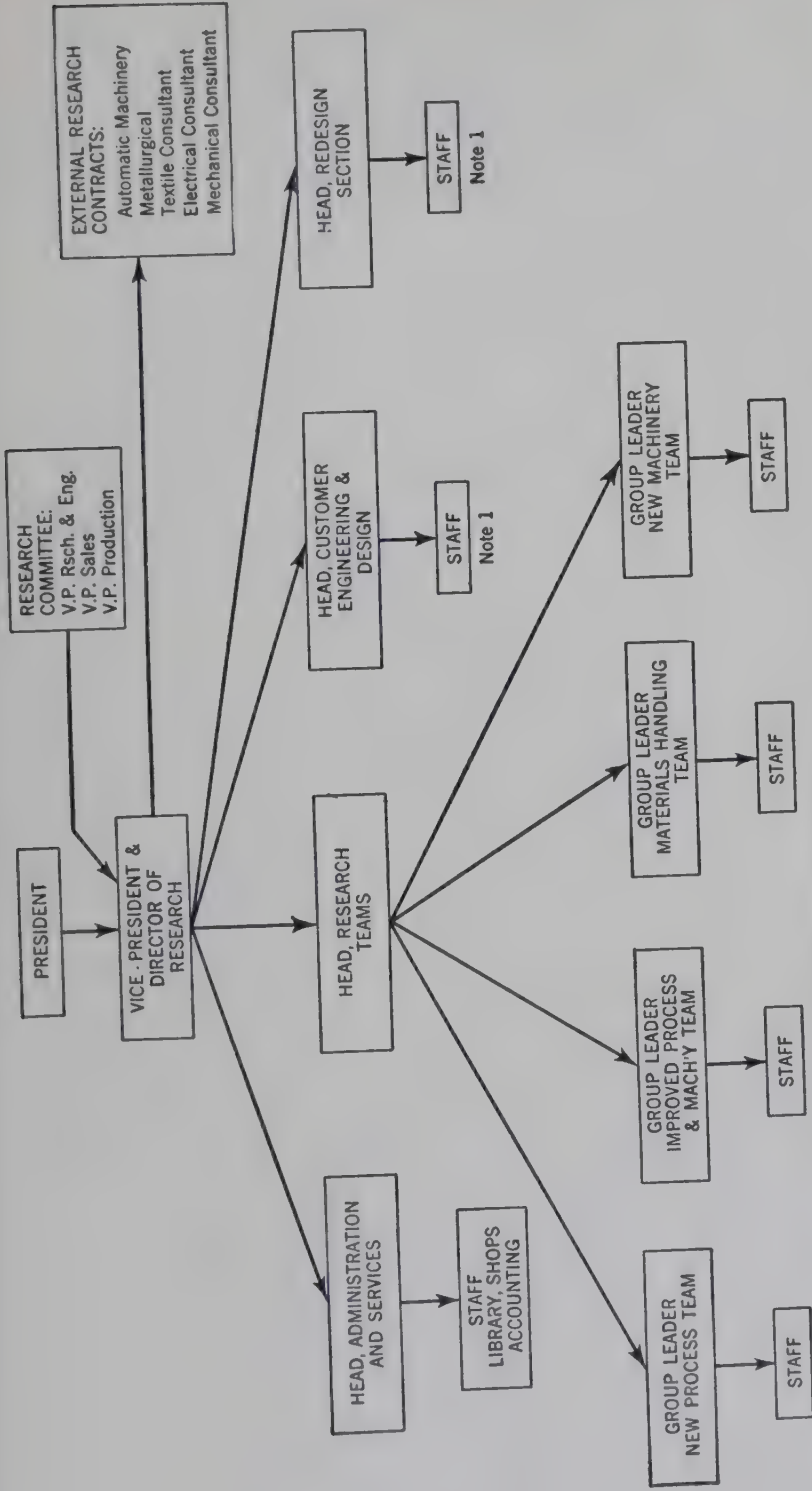 PRESIDENT
RESEARCH
COMMITTEE:
V.P. Rsch. & Eng.
V.P. Sales
V.P. Production
VICE-PRESIDENT &
DIRECTOR OF
RESEARCH
EXTERNAL RESEARCH
CONTRACTS:
Automatic Machinery
Metallurgical
Textile Consultant
Electrical Consultant
Mechanical Consultant
HEAD, ADMINISTRATION
AND SERVICES
HEAD, RESEARCH
TEAMS
HEAD, CUSTOMER
ENGINEERING &
DESIGN
HEAD, REDESIGN
SECTION
STAFF
LIBRARY, SHOPS
ACCOUNTING
STAFF
Note 1
STAFF
Note 1
GROUP LEADER
NEW PROCESS TEAM
GROUP LEADER
IMPROVED PROCESS
& MACH'Y TEAM
GROUP LEADER
MATERIALS HANDLING
TEAM
GROUP LEADER
NEW MACHINERY
TEAM
STAFF
STAFF
STAFF
STAFF